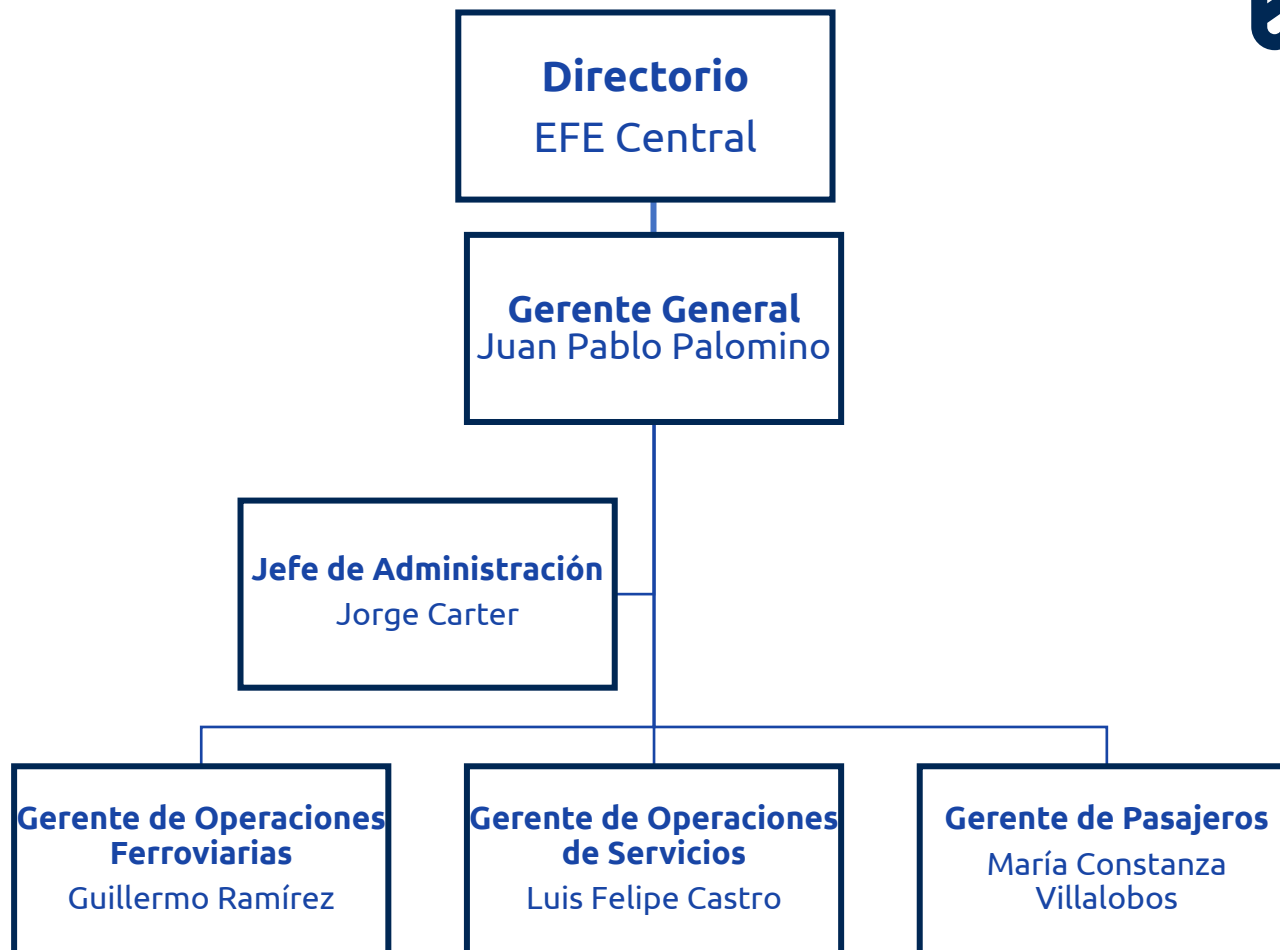 Directorio
EFE Central
Gerente General
Juan Pablo Palomino
Jefe de Administración
Jorge Carter
Gerente de Operaciones
Ferroviarias
Guillermo Ramírez
Gerente de Operaciones
de Servicios
Luis Felipe Castro
Gerente de Pasajeros
María Constanza
Villalobos